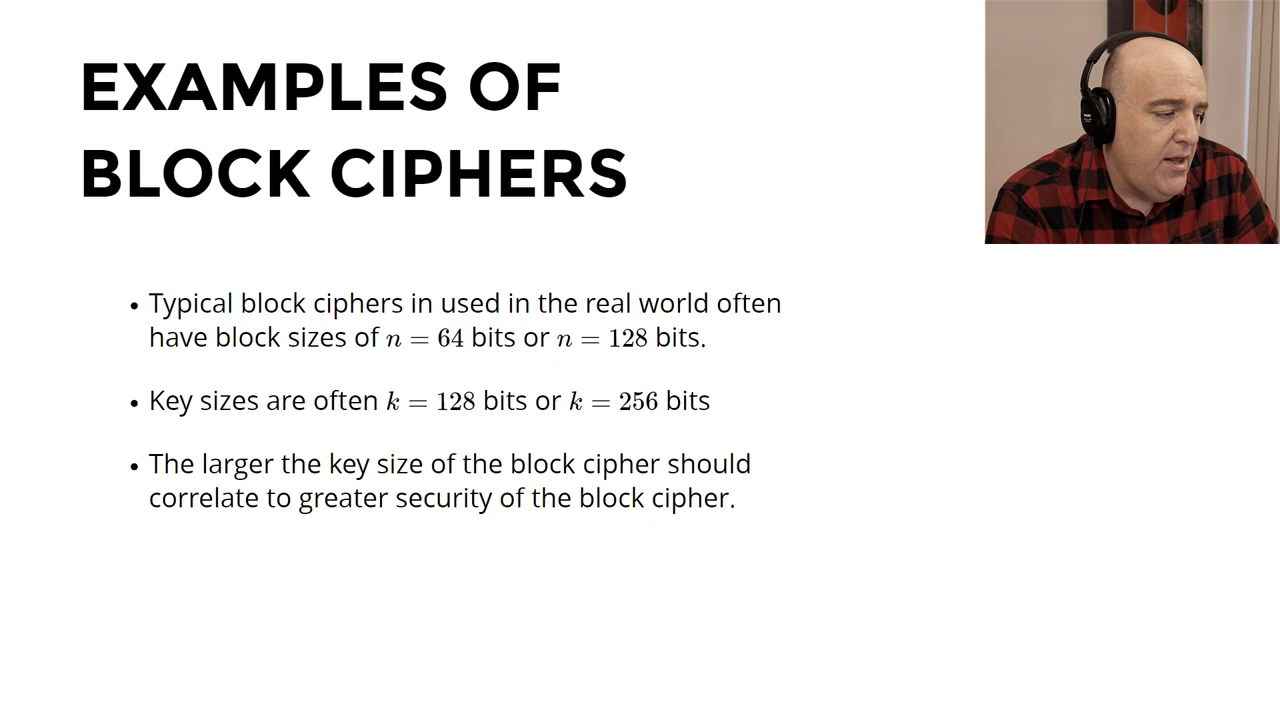 EXAMPLES OF
BLOCK CIPHERS
• Typical block ciphers in used in the real world often
have block sizes of n = 64 bits or n = 128 bits.
• Key sizes are often k = 128 bits or k = 256 bits
• The larger the key size of the block cipher should
correlate to greater security of the block cipher.